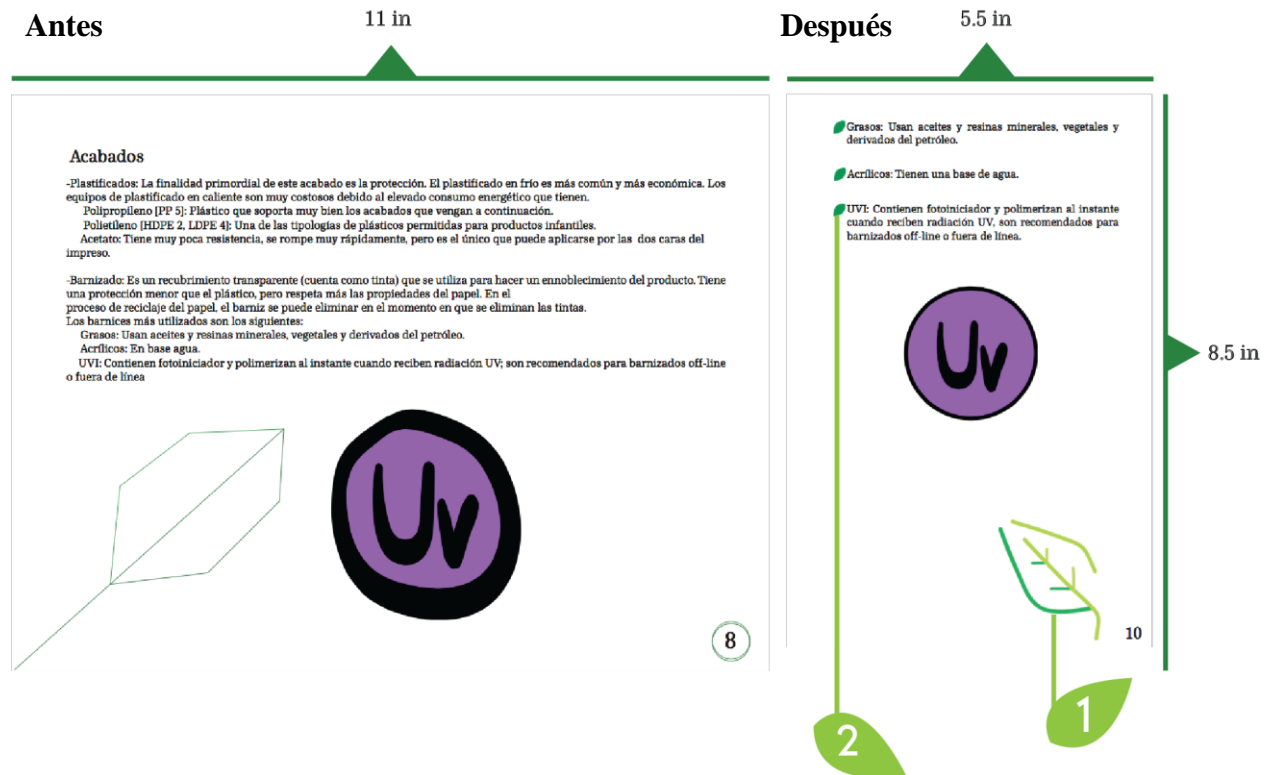 Antes
11 in
Acabados
-Plastificados: La finalidad primordial de este acabado es la protección. El plastificado en frío es más común y más económica. Los
equipos de plastificado en caliente son muy costosos debido al elevado consumo energético que tienen.
Polipropileno [PP 5]: Plástico que soporta muy bien los acabados que vengan a continuación.
Polietileno [HDPE 2, LDPE 4]: Una de las tipologías de plásticos permitidas para productos infantiles.
Acetato: Tiene muy poca resistencia, se rompe muy rápidamente, pero es el único que puede aplicarse por las dos caras del
impreso.
-Barnizado: Es un recubrimiento transparente (cuenta como tinta) que se utiliza para hacer un ennoblecimiento del producto. Tiene
una protección menor que el plástico, pero respeta más las propiedades del papel. En el
proceso de reciclaje del papel, el barniz se puede eliminar en el momento en que se eliminan las tintas.
Los barnices más utilizados son los siguientes:
Grasos: Usan aceites y resinas minerales, vegetales y derivados del petróleo.
Acrílicos: En base agua.
UVI: Contienen fotoiniciador y polimerizan al instante cuando reciben radiación UV; son recomendados para barnizados off-line
o fuera de línea
Uv
8
Después
5.5 in
Grasos: Usan aceites y resinas minerales, vegetales y
derivados del petróleo.
Acrílicos: Tienen una base de agua.
UVI: Contienen fotoiniciador y polimerizan al instante
cuando reciben radiación UV, son recomendados para
barnizados off-line o fuera de línea.
Uv
8.5 in
10
1
2